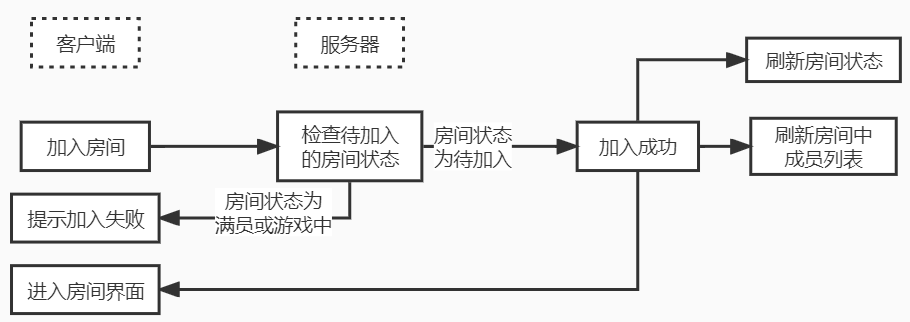 客户端
服务器
刷新房间状态
加入房间
检查待加入
的房间状态
房间状态
为待加入
加入成功
刷新房间中
成员列表
提示加入失败
房间状态为
满员或游戏中
进入房间界面